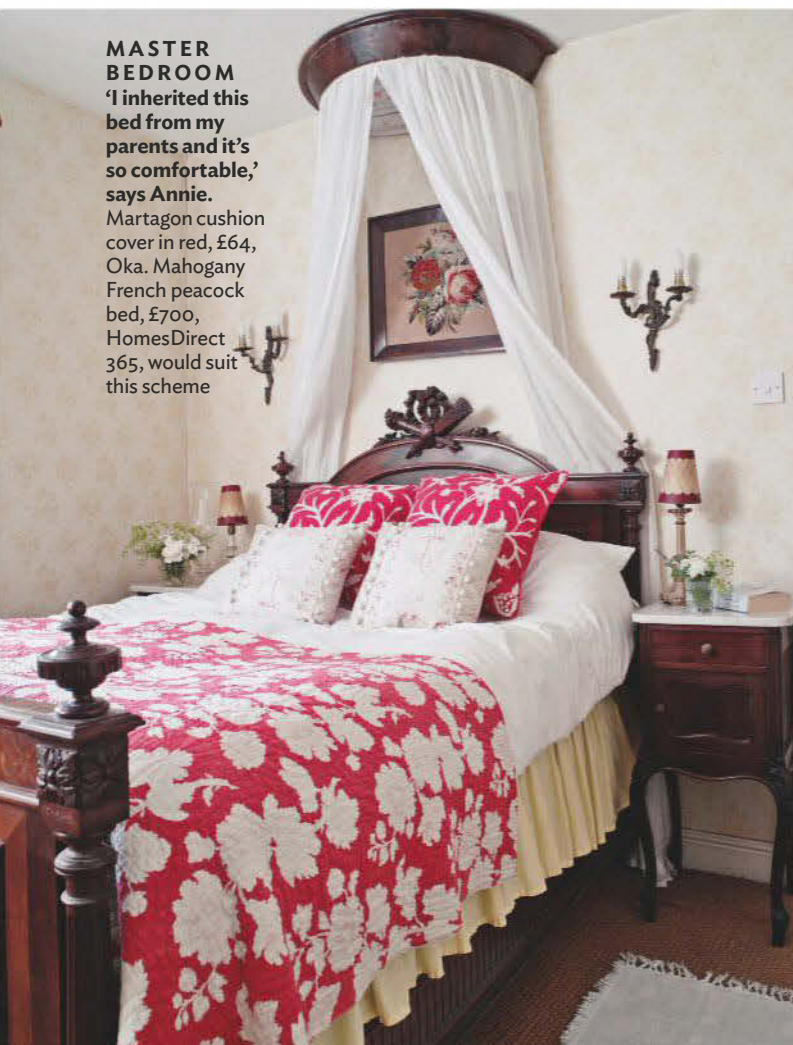 MASTER
BEDROOM
‘I inherited this
bed from my
parents and it’s
so comfortable,’
says Annie.
Martagon cushion
cover in red, £64,
Oka. Mahogany
French peacock
bed, £700,
HomesDirect
365, would suit
this scheme